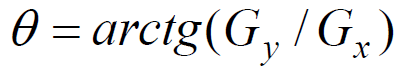 θ = arctg(G_y / G_x)